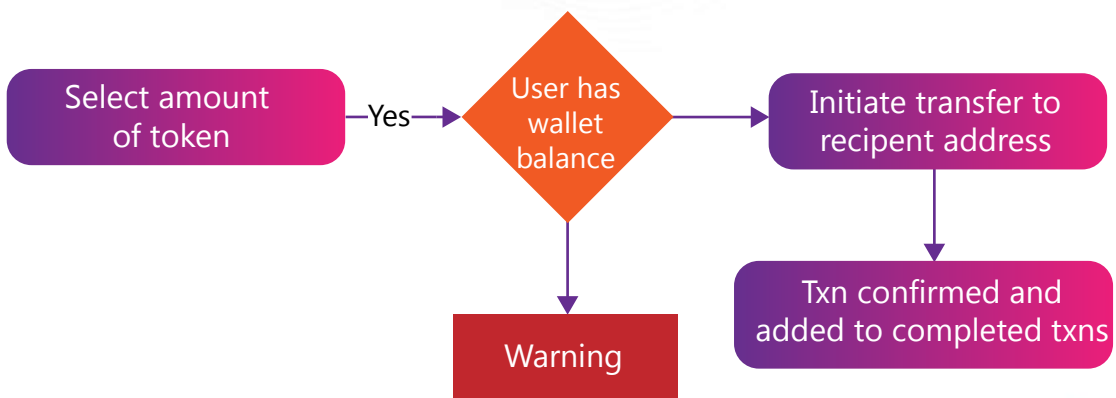 Select amount
of token
Yes
User has
wallet
balance
Initiate transfer to
recipent address
Txn confirmed and
added to completed txns
Warning